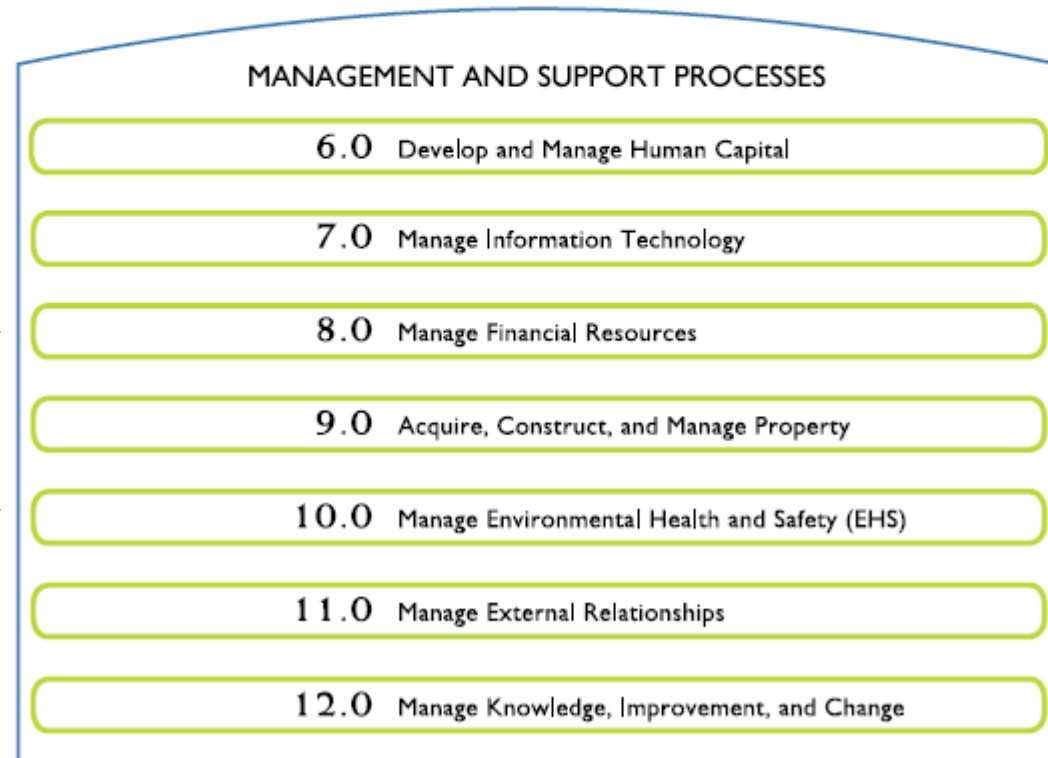 MANAGEMENT AND SUPPORT PROCESSES
6.0 Develop and Manage Human Capital
7.0 Manage Information Technology
8.0 Manage Financial Resources
9.0 Acquire, Construct, and Manage Property
10.0 Manage Environmental Health and Safety (EHS)
11.0 Manage External Relationships
12.0 Manage Knowledge, Improvement, and Change